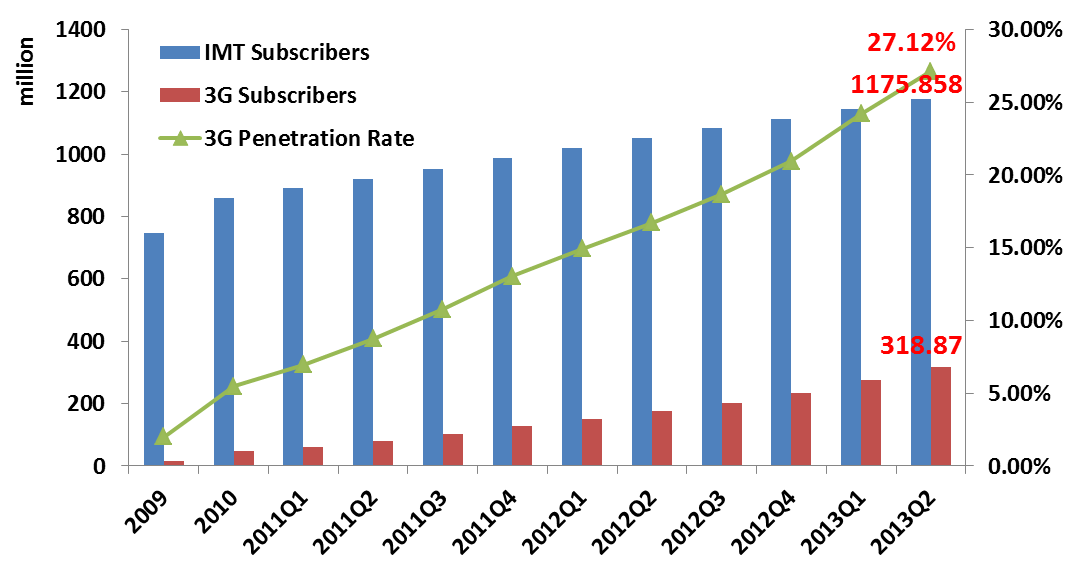 million
1400
1200
1000
800
600
400
200
0
IMT Subscribers
3G Subscribers
3G Penetration Rate
27.12%
1175.858
318.87
30.00%
25.00%
20.00%
15.00%
10.00%
5.00%
0.00%
2009
2010
2011Q1
2011Q2
2011Q3
2011Q4
2012Q1
2012Q2
2012Q3
2012Q4
2013Q1
2013Q2